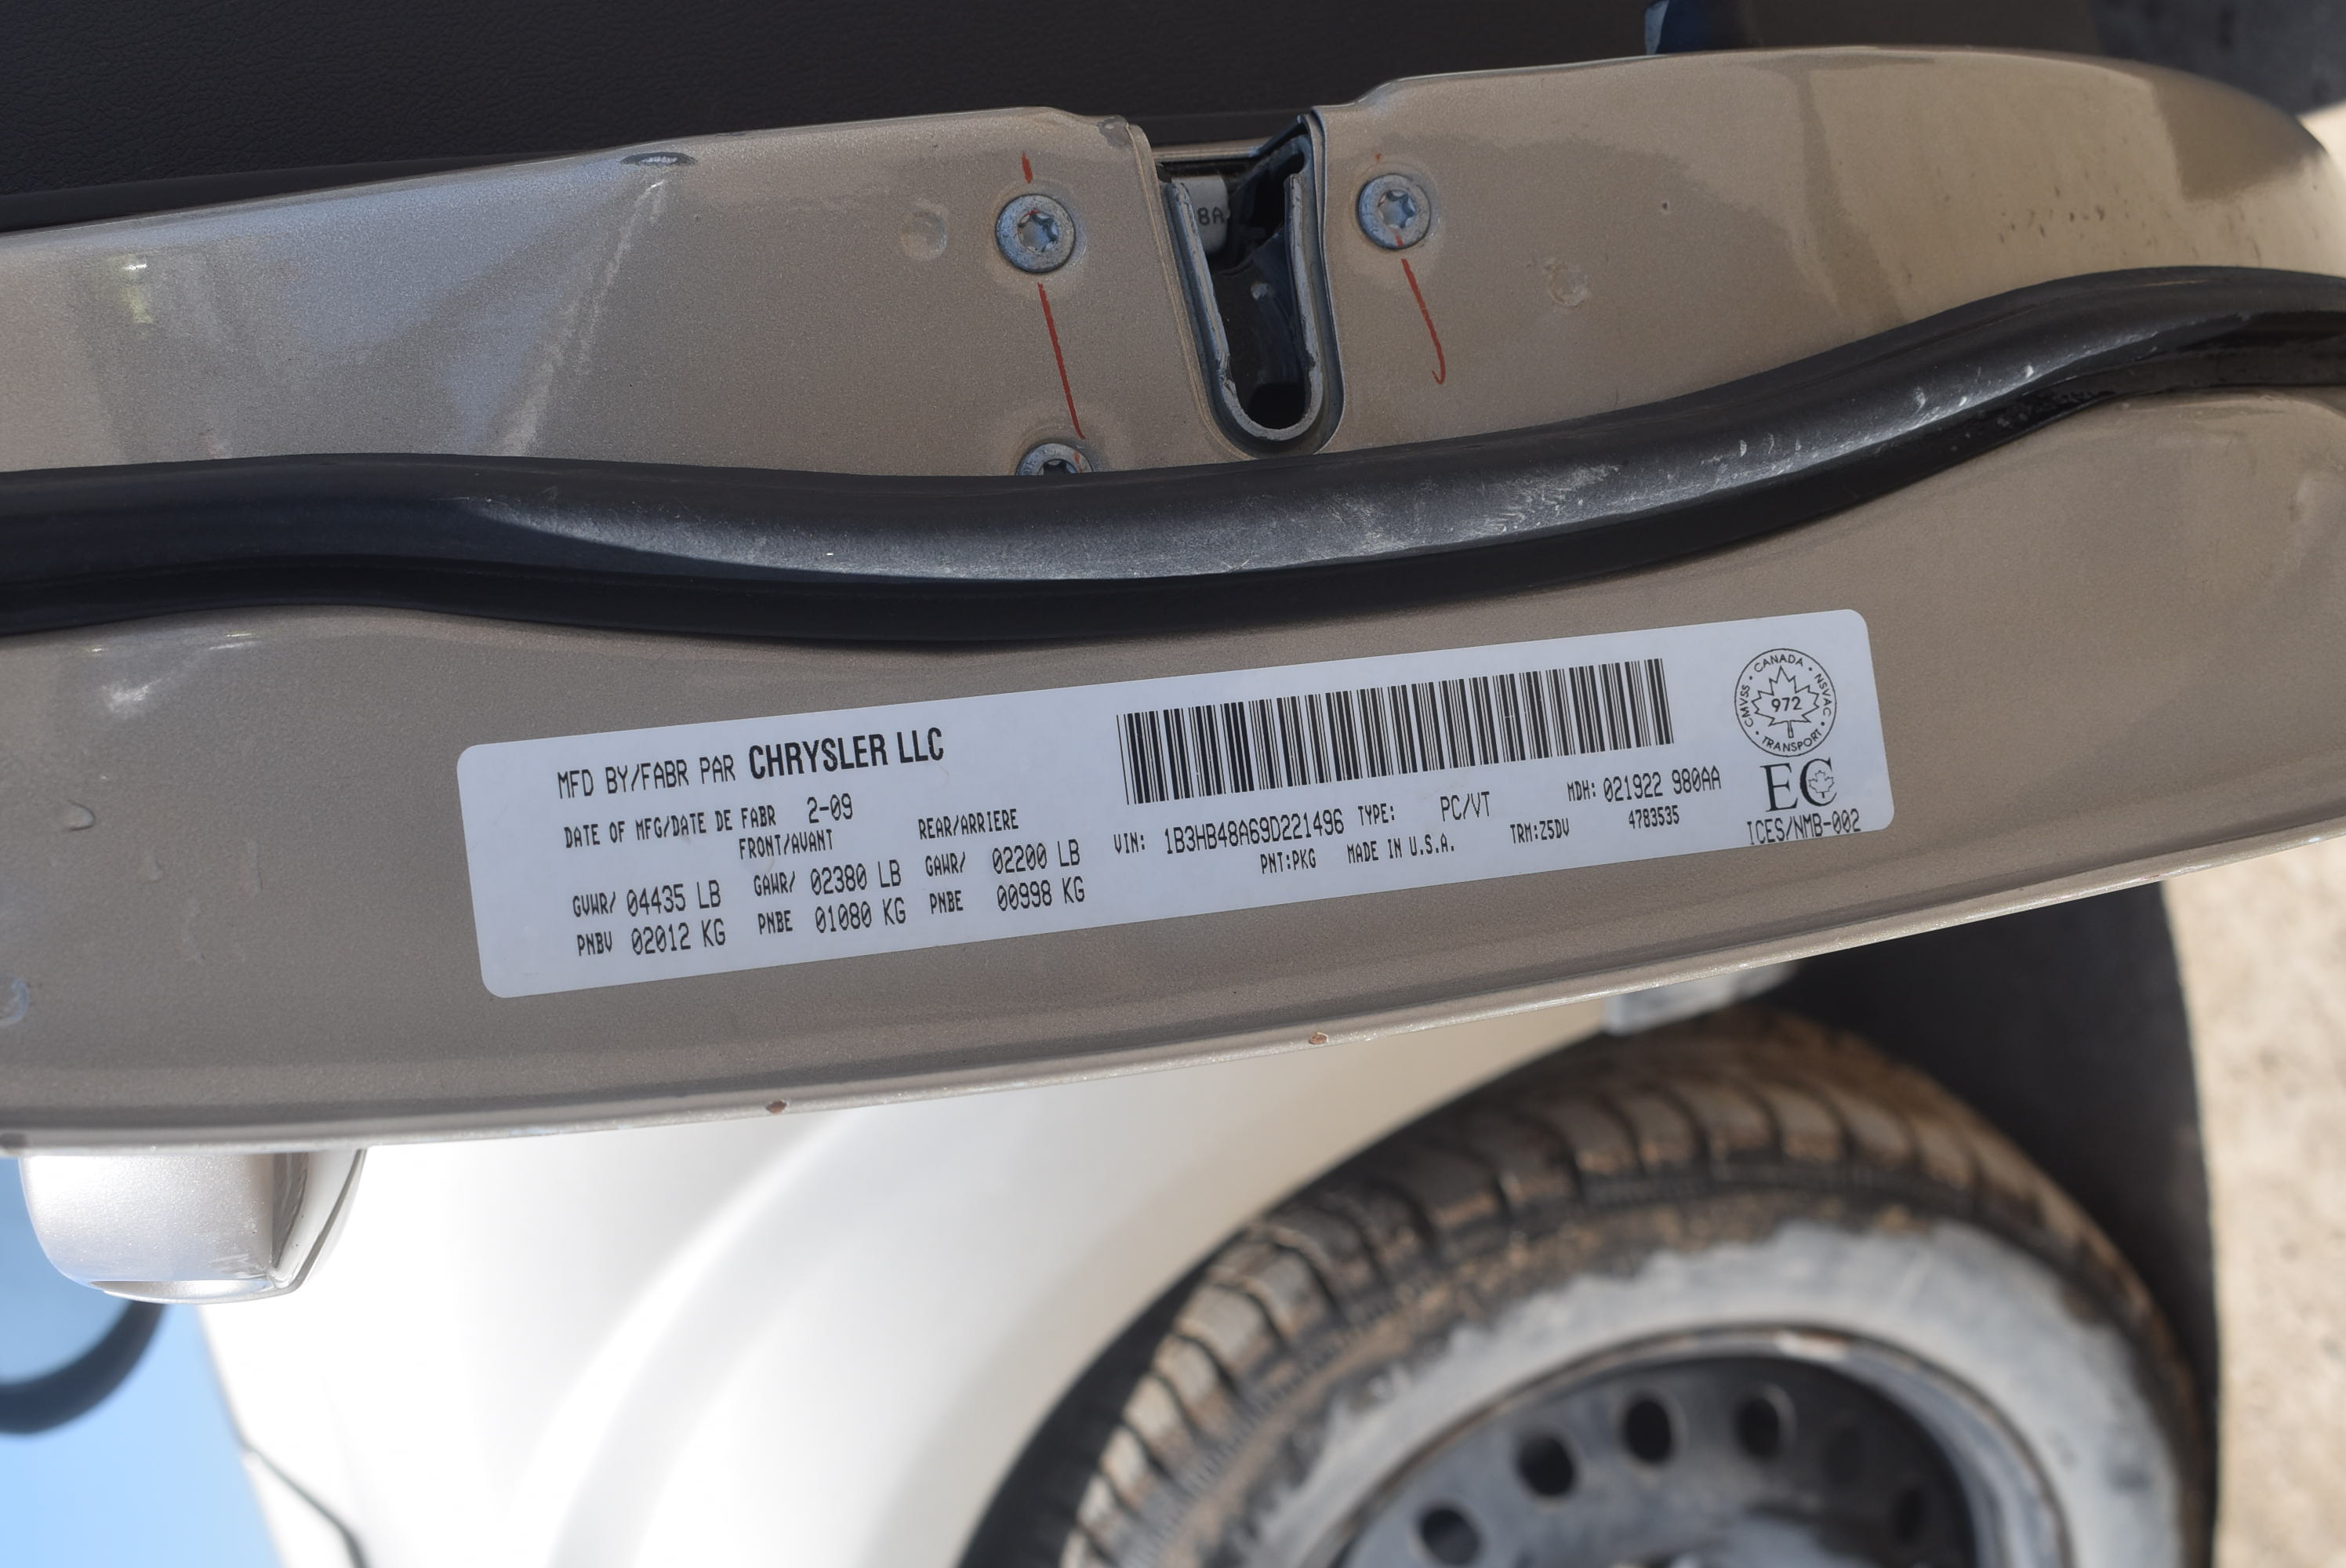 8A
MFD BY/FABR PAR CHRYSLER LLC
DATE OF MFG/DATE DE FABR 2-09
FRONT/AVANT REAR/ARRIERE
GVWR/ 04435 LB GAWR/ 02380 LB GAWR/ 02200 LB
PNBV 02012 KG PNBE 01080 KG PNBE 00998 KG
VIN: 1B3HB48A69D221496 TYPE: PC/VT MDH: 021922 980AA
PNT:PKG MADE IN U.S.A. TRM:Z5DV 4783535
CANADA • NSVAC • TRANSPORT • CMVSS •
972
EC
ICES/NMB-002